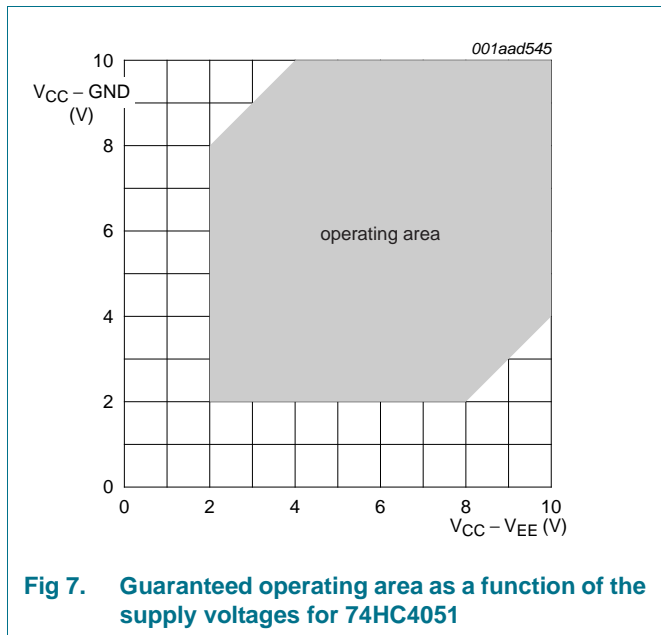 001aad545
10
VCC – GND
(V)
8
6
operating area
4
2
0
0 2 4 6 8 10
VCC – VEE (V)
Fig 7. Guaranteed operating area as a function of the
supply voltages for 74HC4051